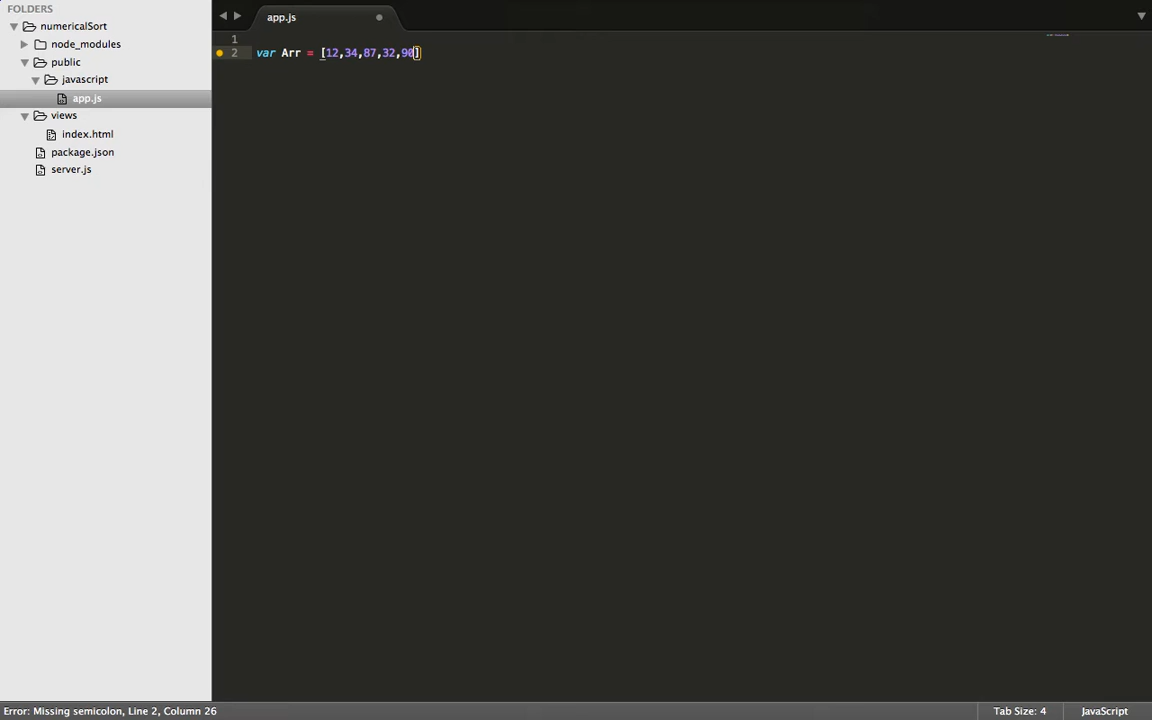 FOLDERS
numericalSort
node_modules
public
javascript
app.js
views
index.html
package.json
server.js
app.js
1
2 var Arr = [12,34,87,32,90]
Error: Missing semicolon, Line 2, Column 26
Tab Size: 4
JavaScript